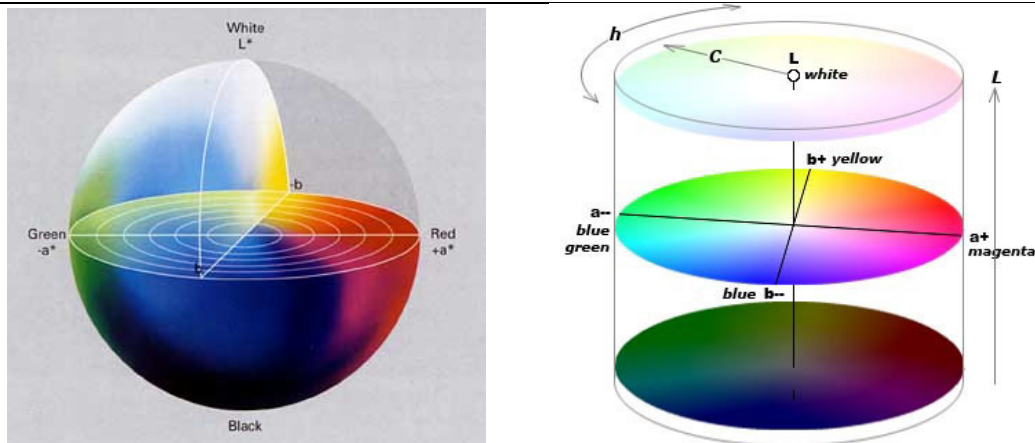 White
L*
-b
Green
-a*
Red
+a*
b
Black
h
C
L
white
L
b+ yellow
a--
blue
green
a+
magenta
blue b--